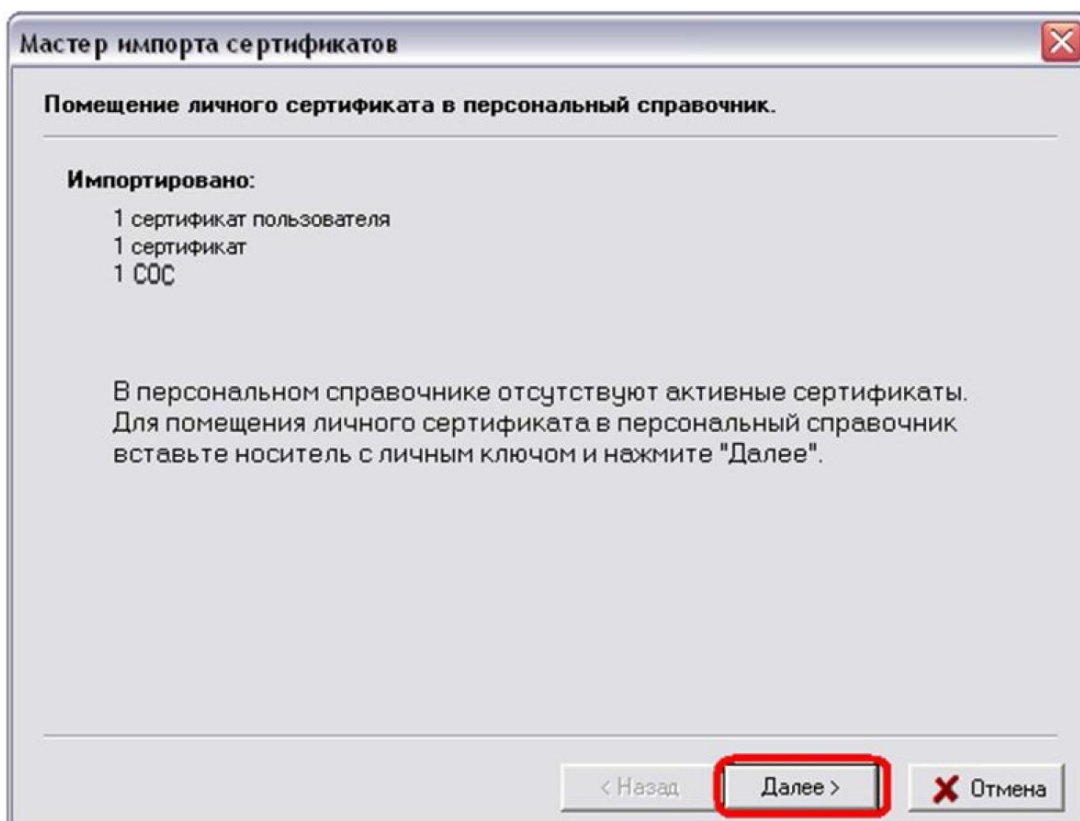 Мастер импорта сертификатов
Помещение личного сертификата в персональный справочник.
Импортировано:
1 сертификат пользователя
1 сертификат
1 СОС
В персональном справочнике отсутствуют активные сертификаты.
Для помещения личного сертификата в персональный справочник
вставьте носитель с личным ключом и нажмите "Далее".
< Назад
Далее >
Отмена